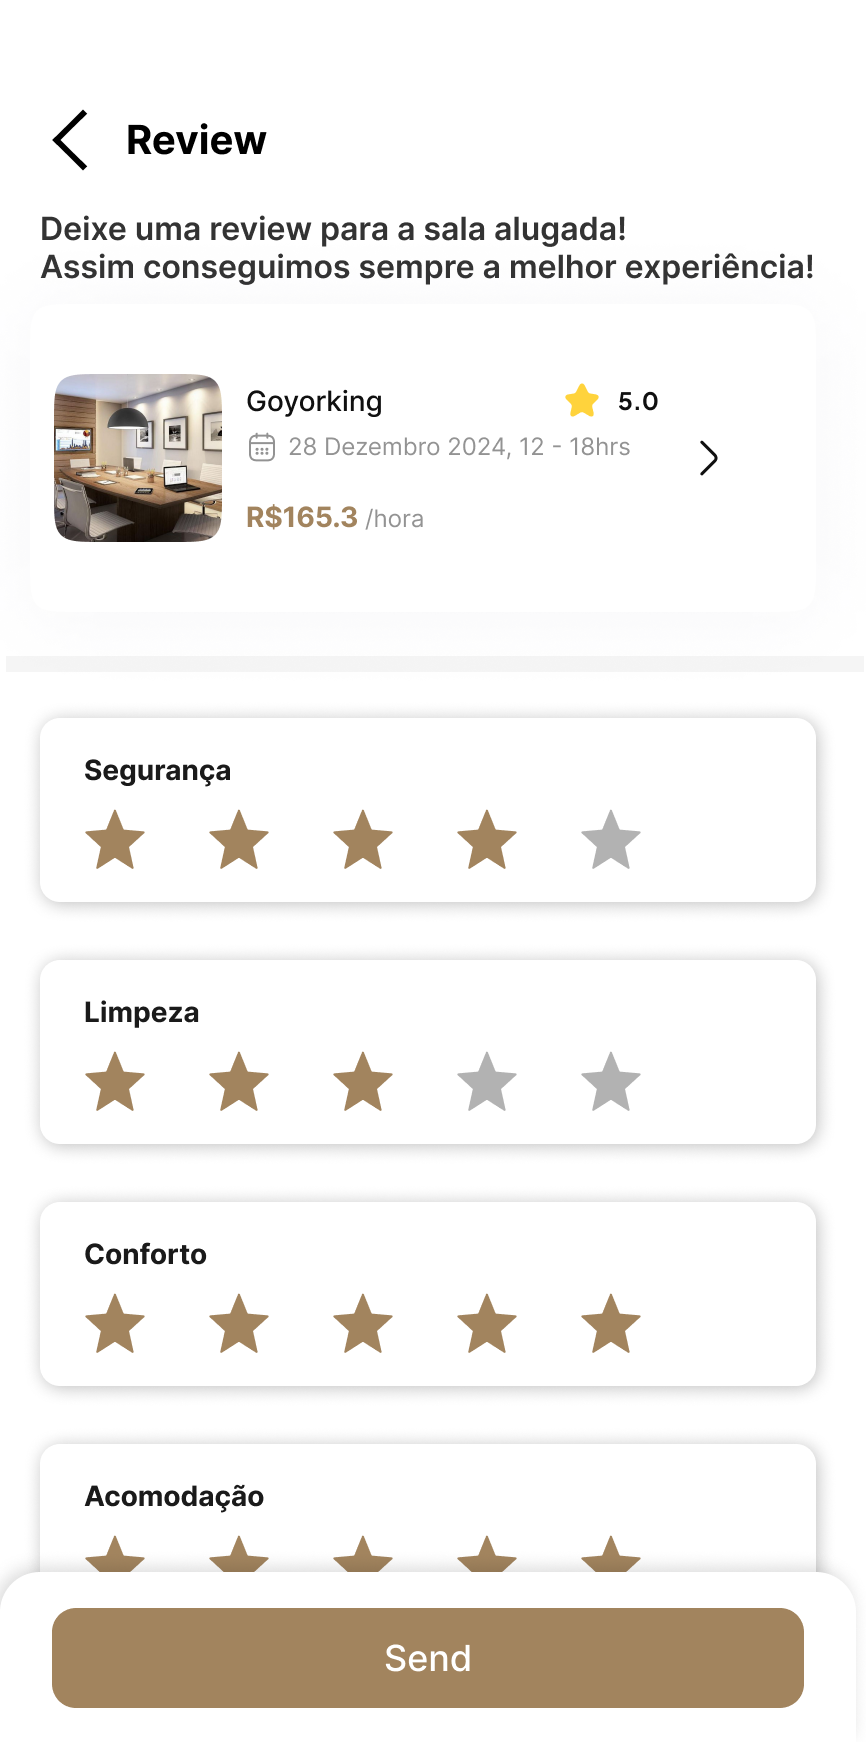 Review
Deixe uma review para a sala alugada!
Assim conseguimos sempre a melhor experiência!
Goyorking
5.0
28 Dezembro 2024, 12 - 18hrs
R$165.3 /hora
Segurança
Limpeza
Conforto
Acomodação
Send